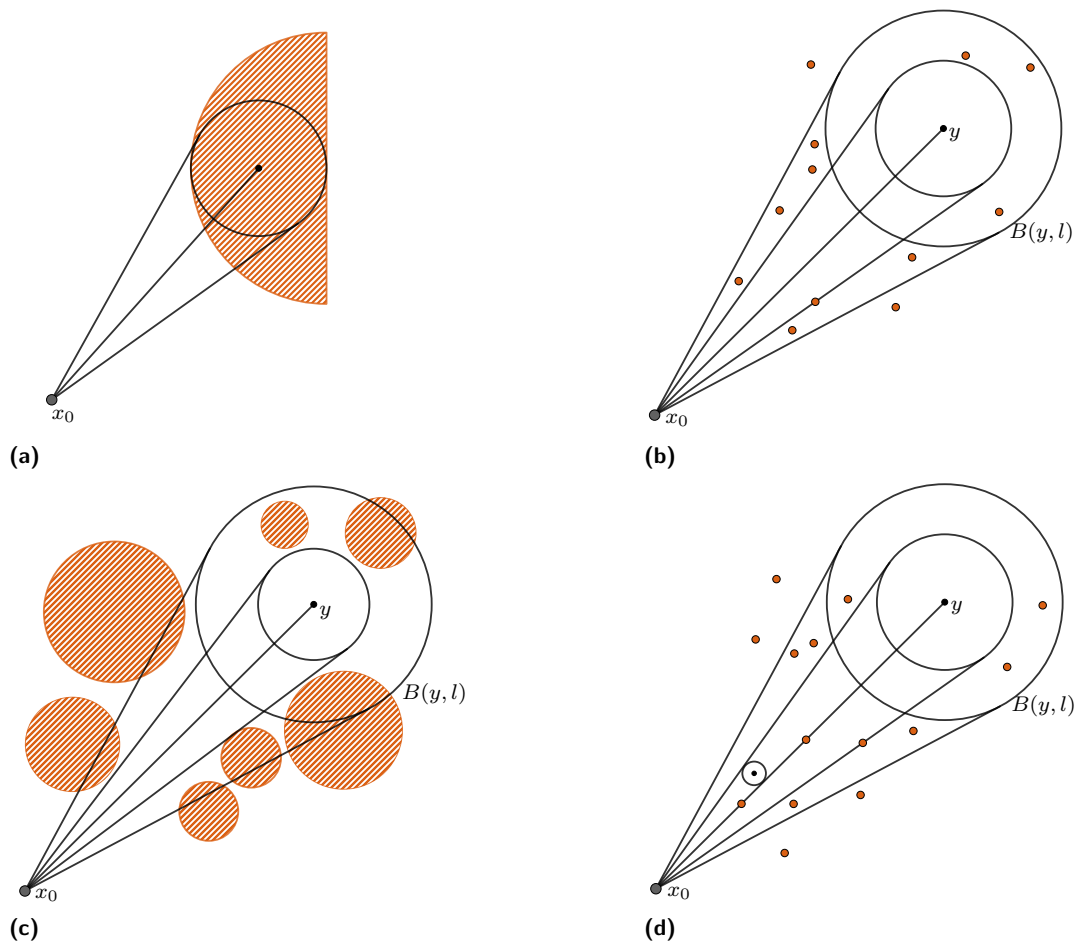 x₀
(a)
y
B(y, l)
x₀
(b)
y
B(y, l)
x₀
(c)
y
B(y, l)
x₀
(d)